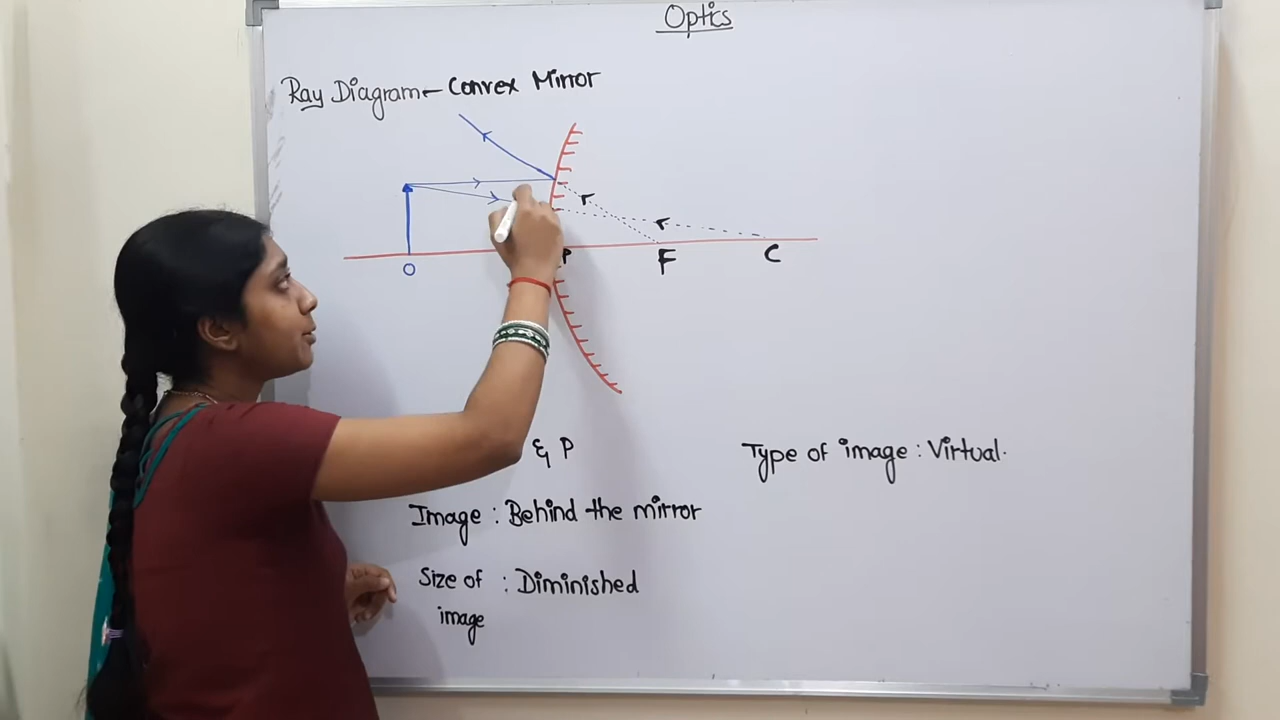 Optics
Ray Diagram - Convex Mirror
O P F C
& P
Type of image : Virtual.
Image : Behind the mirror
Size of : Diminished
image